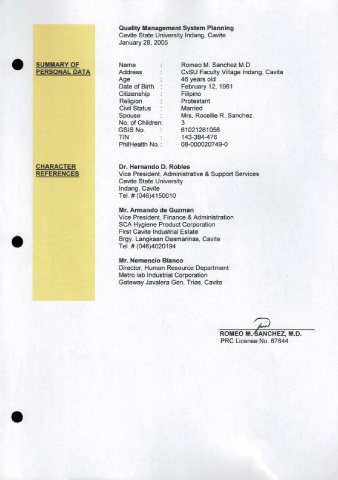 Quality Management System Planning
Cavite State University Indang, Cavite
January 28, 2005
SUMMARY OF
PERSONAL DATA
Name : Romeo M. Sanchez M.D
Address : CvSU Faculty Village Indang, Cavite
Age : 46 years old
Date of Birth : February 12, 1961
Citizenship : Filipino
Religion : Protestant
Civil Status : Married
Spouse : Mrs. Rocellie R. Sanchez
No. of Children: 3
GSIS No. : 61021261056
TIN : 143-384-476
PhilHealth No.: 08-000020749-0
CHARACTER
REFERENCES
Dr. Hernando D. Robles
Vice President, Administrative & Support Services
Cavite State University
Indang, Cavite
Tel. # (046)4150010
Mr. Armando de Guzman
Vice President, Finance & Administration
SCA Hygiene Product Corporation
First Cavite Industrial Estate
Brgy. Langkaan Dasmarinas, Cavite
Tel. # (046)4020194
Mr. Nemencio Blanco
Director, Human Resource Department
Metro lab Industrial Corporation
Gateway Javalera Gen. Trias, Cavite
ROMEO M. SANCHEZ, M.D.
PRC License No. 87844